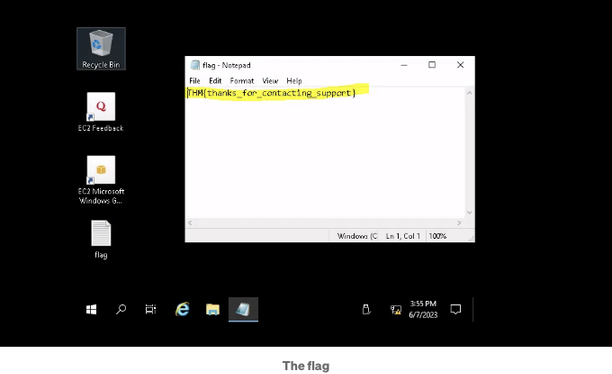 Recycle Bin
flag - Notepad
File Edit Format View Help
THM{thanks_for_contacting_support}
EC2 Feedback
EC2 Microsoft
Windows G...
flag
Windows (C Ln 1, Col 1 100%
3:55 PM
6/7/2023
The flag